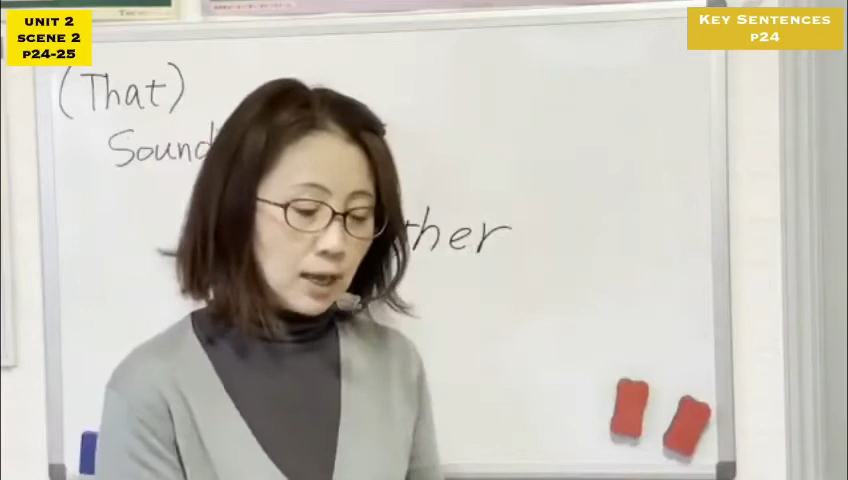 UNIT 2
SCENE 2
P24-25
KEY SENTENCES
P24
(That)
Sound
ther